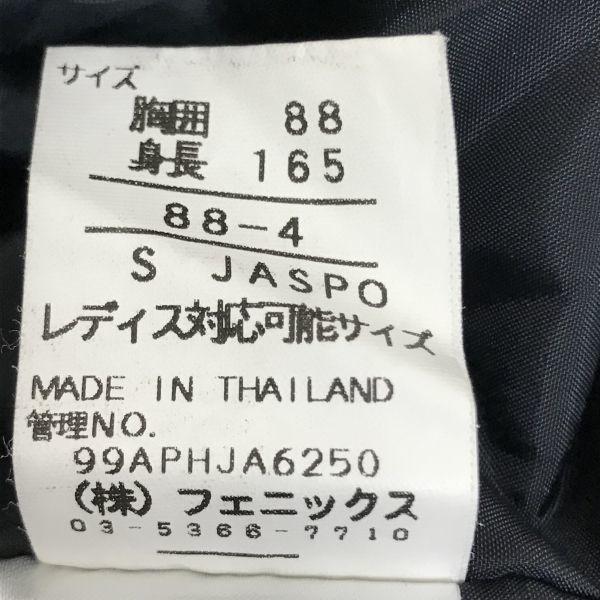 サイズ
胸囲 88
身長 165
88-4
S JASPO
レディス対応可能サイズ
MADE IN THAILAND
管理NO.
99APHJA6250
(株) フェニックス
03-5366-7710